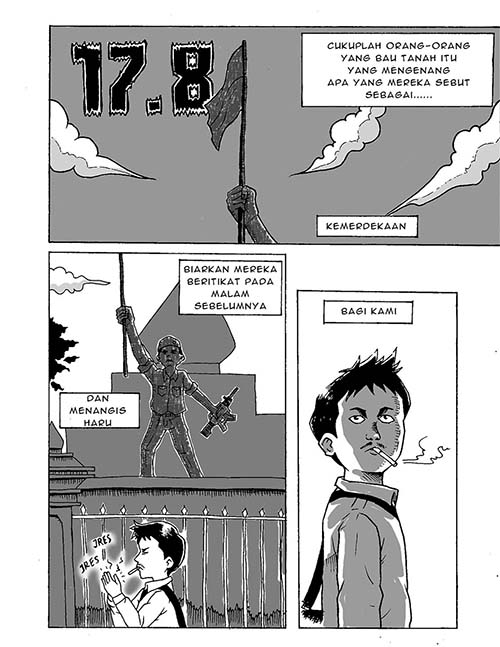 17.8
CUKUPLAH ORANG-ORANG
YANG BAU TANAH ITU
YANG MENGENANG
APA YANG MEREKA SEBUT
SEBAGAI......
KEMERDEKAAN
BIARKAN MEREKA
BERITIKAT PADA
MALAM
SEBELUMNYA
DAN
MENANGIS
HARU
JRES
JRES !!
BAGI KAMI